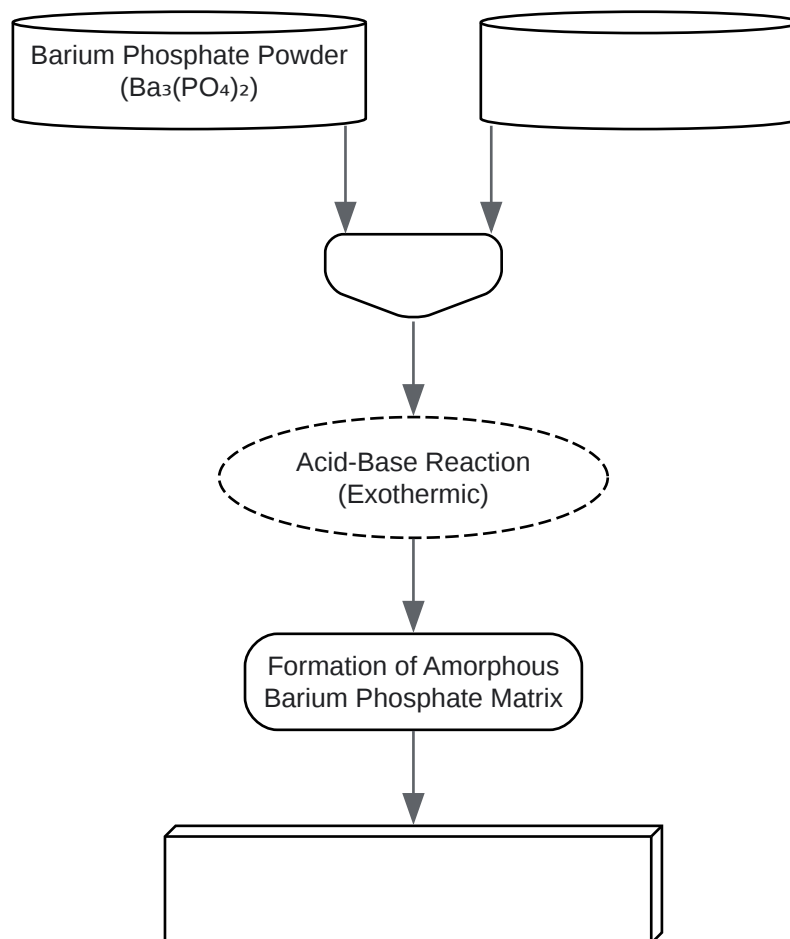 Barium Phosphate Powder
(Ba₃(PO₄)₂)
Acid-Base Reaction
(Exothermic)
Formation of Amorphous
Barium Phosphate Matrix